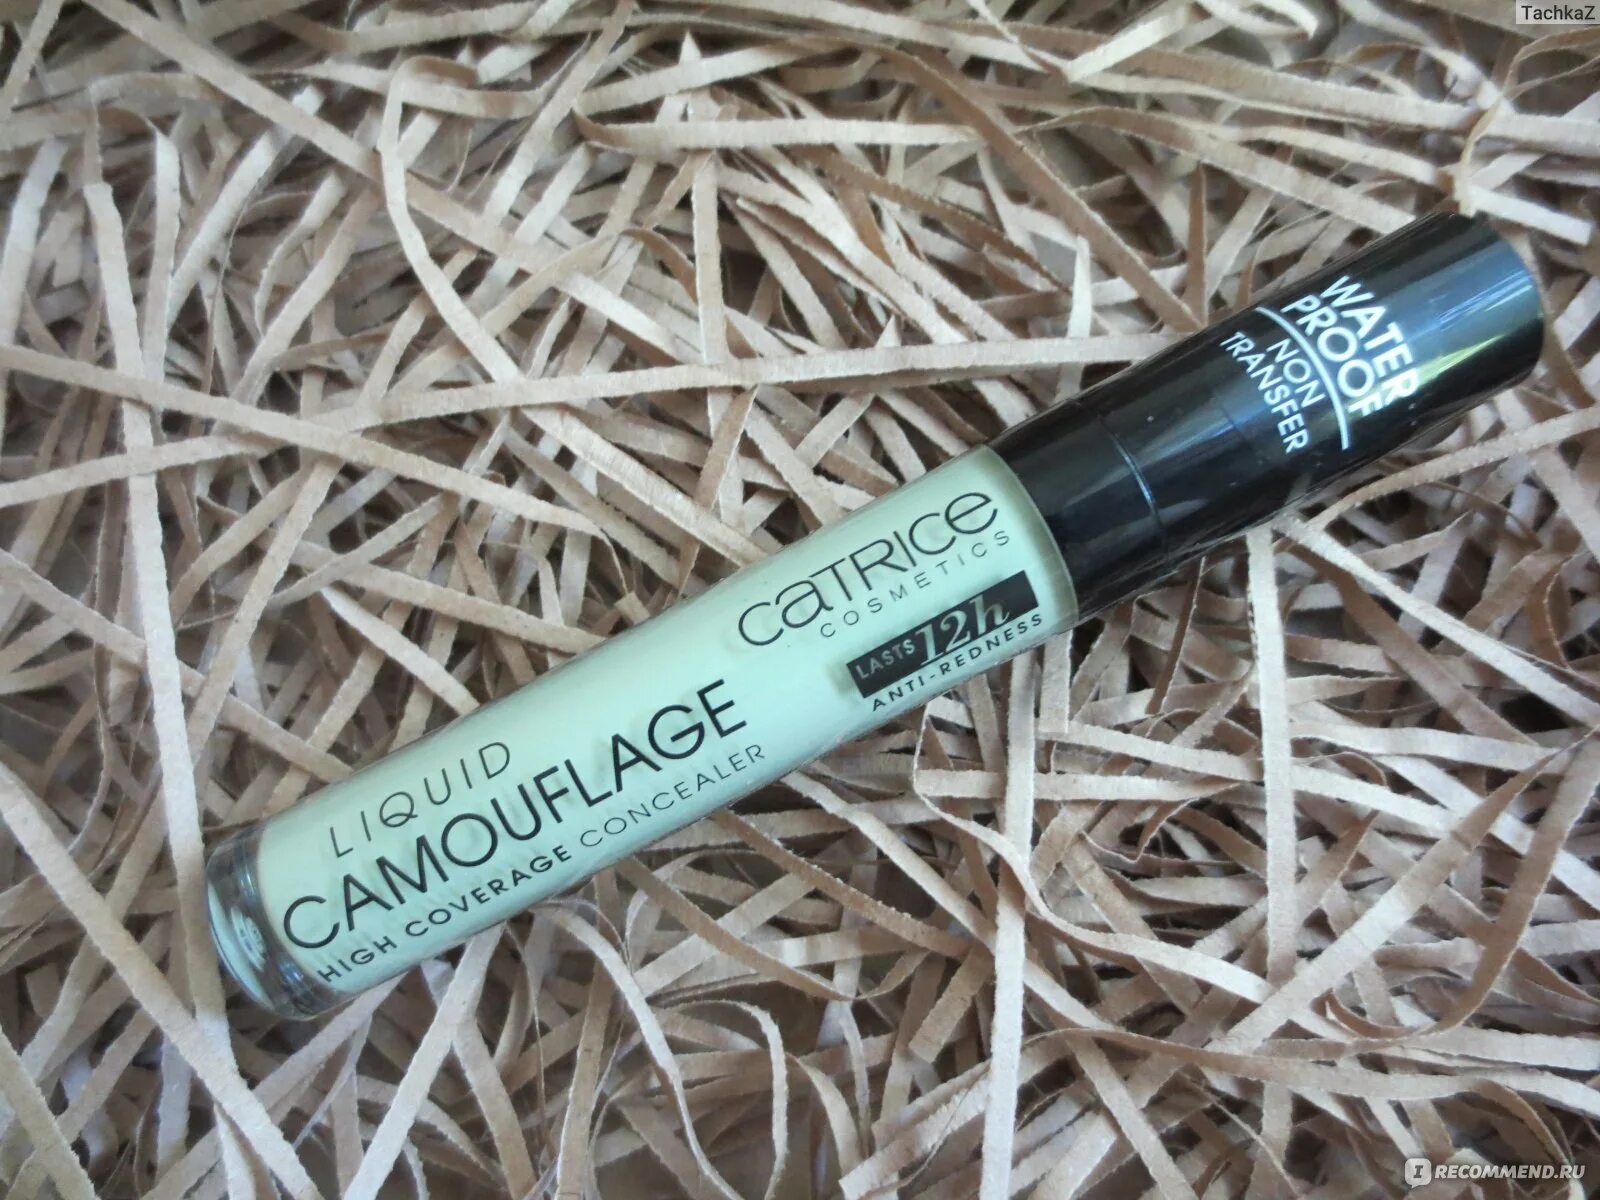 TachkaZ
WATER
PROOF
NON
TRANSFER
CATRICE
COSMETICS
LASTS 12h
ANTI-REDNESS
LIQUID
CAMOUFLAGE
HIGH COVERAGE CONCEALER
I RECOMMEND.RU